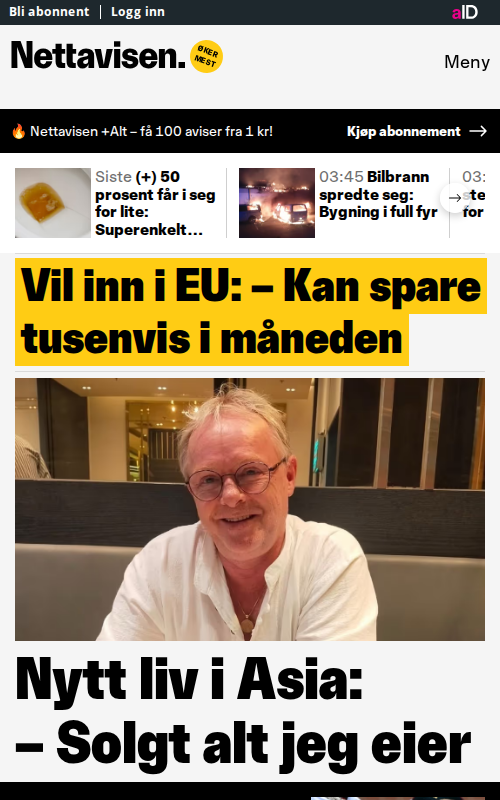 Bli abonnent
Logg inn
aID
Nettavisen.
ØKER
MEST
Meny
🔥 Nettavisen +Alt – få 100 aviser fra 1 kr!
Kjøp abonnement
Siste (+) 50
prosent får i seg
for lite:
Superenkelt...
03:45 Bilbrann
spredte seg:
Bygning i full fyr
03:
for
Vil inn i EU: – Kan spare
tusenvis i måneden
Nytt liv i Asia:
– Solgt alt jeg eier